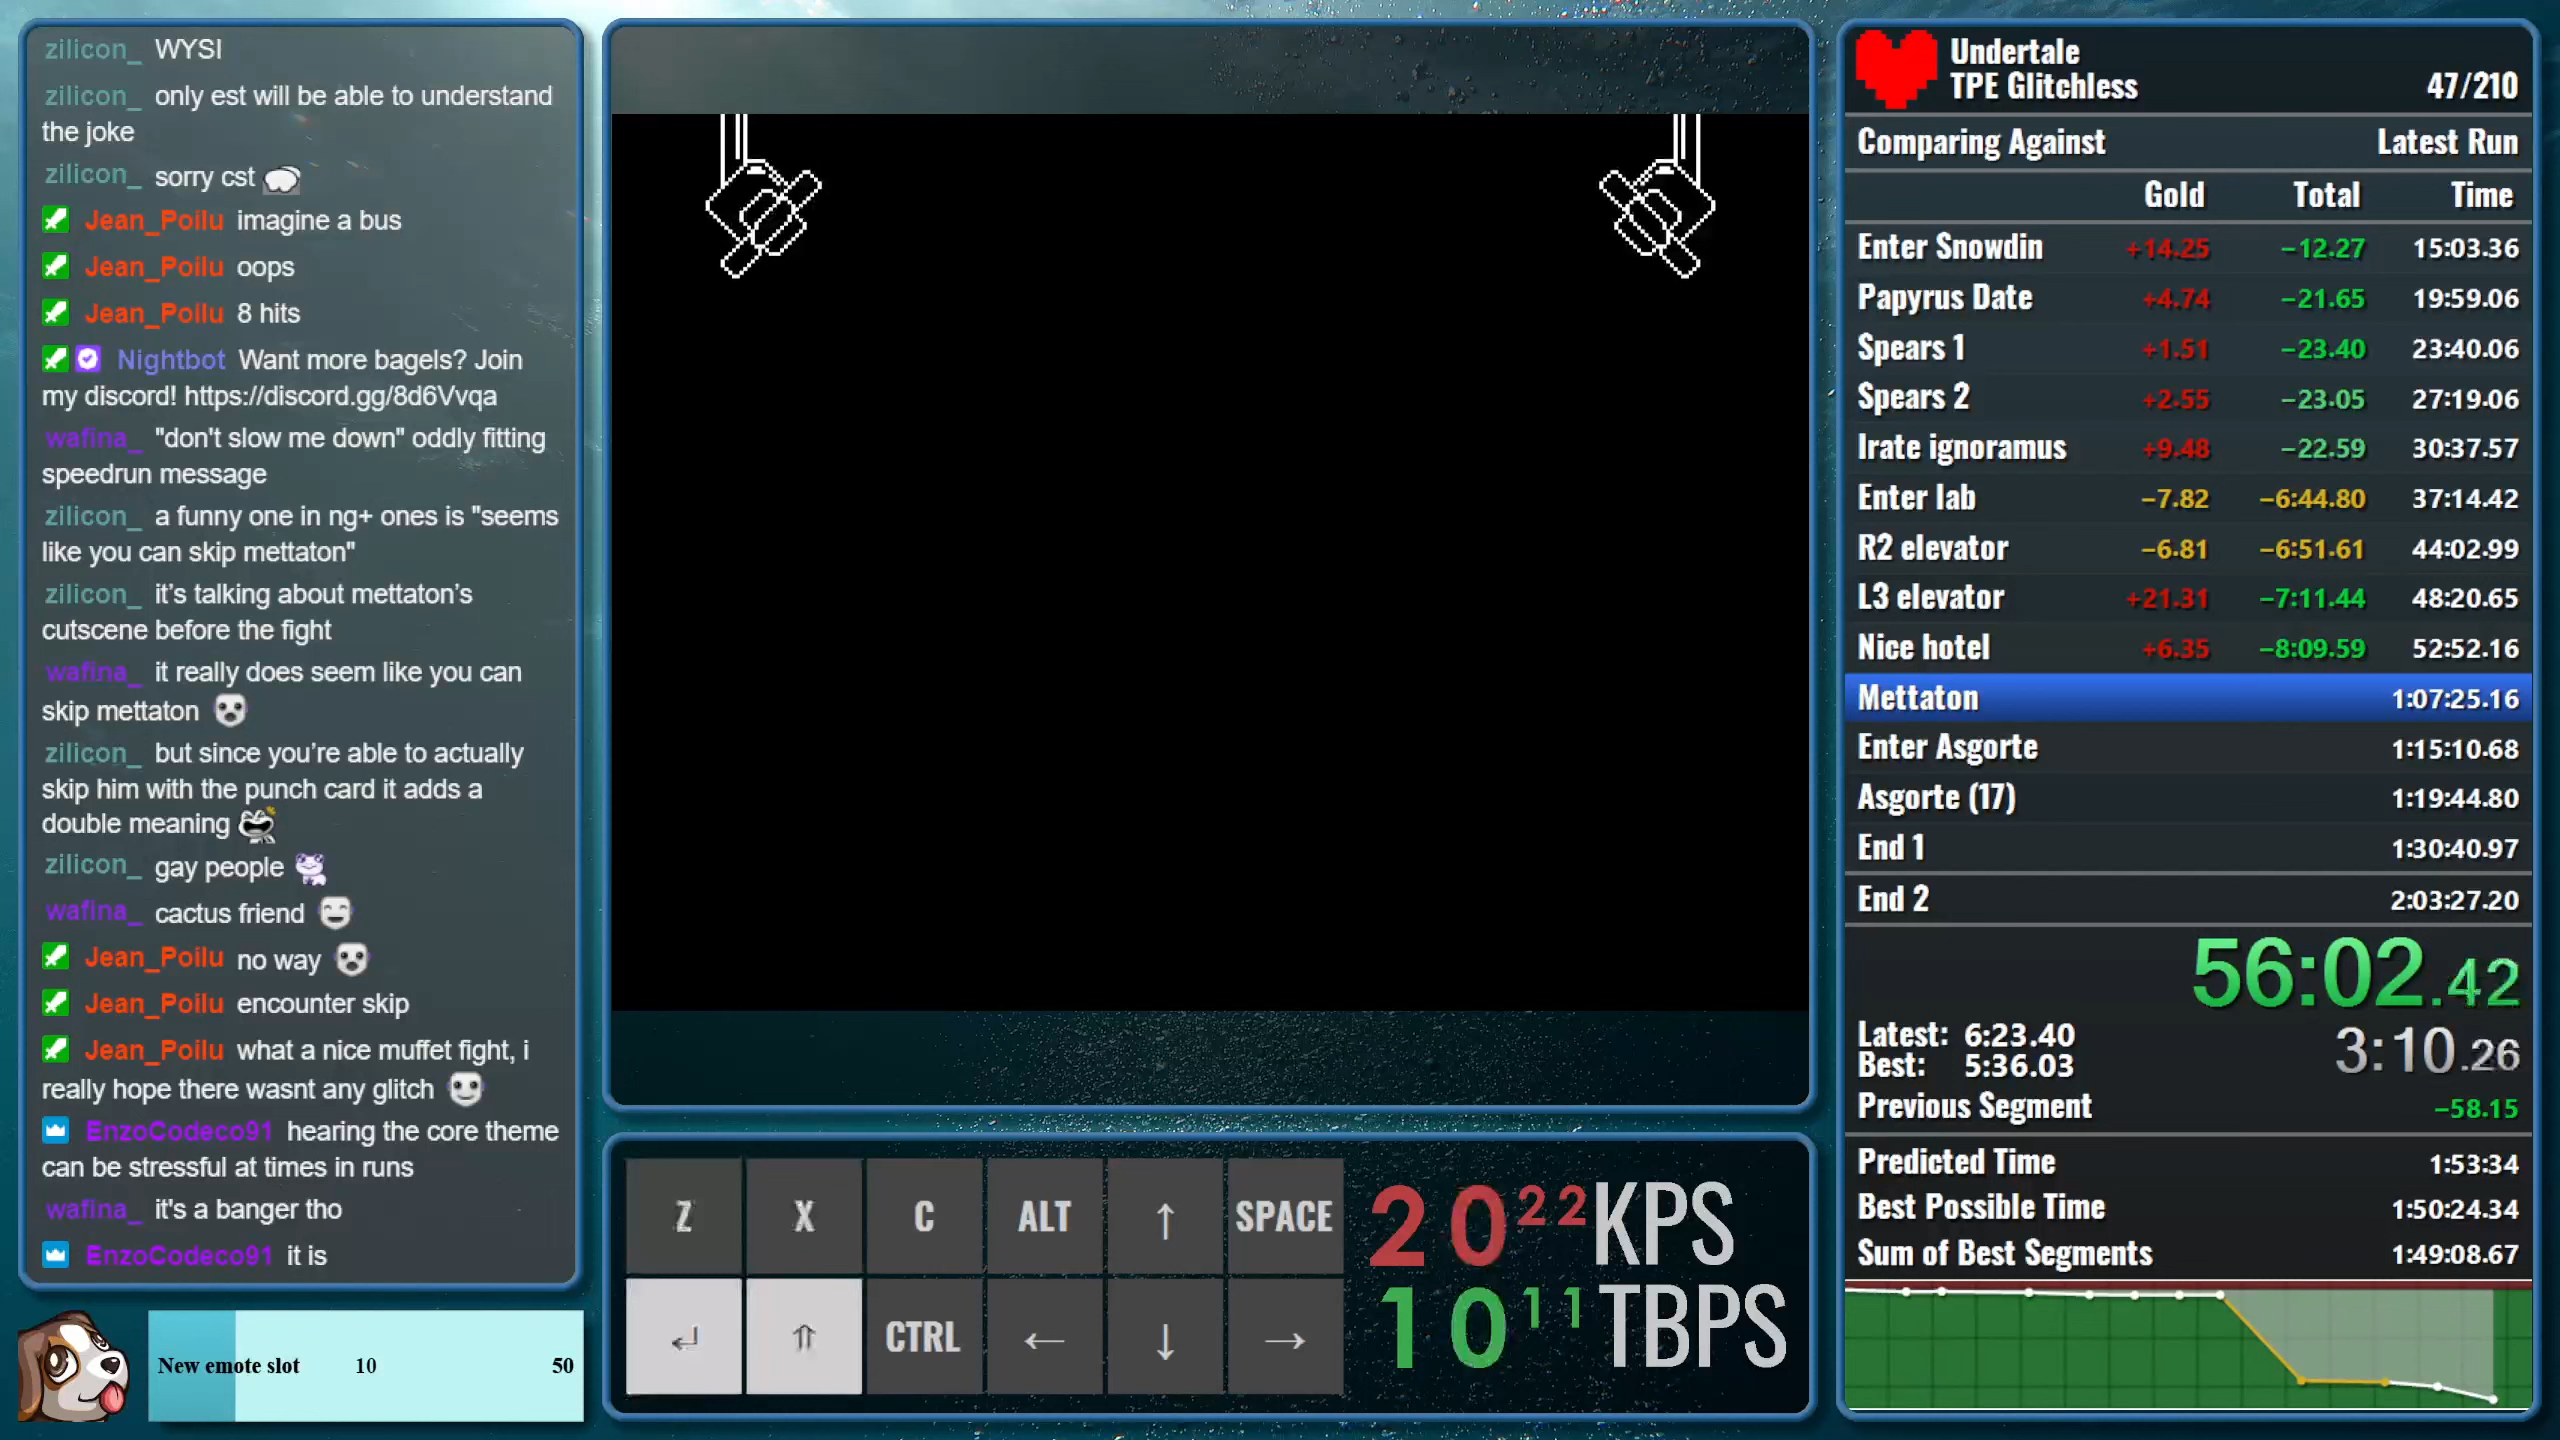 zilicon_ WYSI
zilicon_ only est will be able to understand
the joke
zilicon_ sorry cst
Jean_Poilu imagine a bus
Jean_Poilu oops
Jean_Poilu 8 hits
Nightbot Want more bagels? Join
my discord! https://discord.gg/8d6Vvqa
wafina_ "don't slow me down" oddly fitting
speedrun message
zilicon_ a funny one in ng+ ones is "seems
like you can skip mettaton"
zilicon_ it's talking about mettaton's
cutscene before the fight
wafina_ it really does seem like you can
skip mettaton
zilicon_ but since you're able to actually
skip him with the punch card it adds a
double meaning
zilicon_ gay people
wafina_ cactus friend
Jean_Poilu no way
Jean_Poilu encounter skip
Jean_Poilu what a nice muffet fight, i
really hope there wasnt any glitch
EnzoCodeco91 hearing the core theme
can be stressful at times in runs
wafina_ it's a banger tho
EnzoCodeco91 it is
New emote slot 10 50
Z X C ALT ↑ SPACE
↵ ⇑ CTRL ← ↓ →
20 22 KPS
10 11 TBPS
Undertale
TPE Glitchless 47/210
Comparing Against Latest Run
Gold Total Time
Enter Snowdin +14.25 −12.27 15:03.36
Papyrus Date +4.74 −21.65 19:59.06
Spears 1 +1.51 −23.40 23:40.06
Spears 2 +2.55 −23.05 27:19.06
Irate ignoramus +9.48 −22.59 30:37.57
Enter lab −7.82 −6:44.80 37:14.42
R2 elevator −6.81 −6:51.61 44:02.99
L3 elevator +21.31 −7:11.44 48:20.65
Nice hotel +6.35 −8:09.59 52:52.16
Mettaton 1:07:25.16
Enter Asgorte 1:15:10.68
Asgorte (17) 1:19:44.80
End 1 1:30:40.97
End 2 2:03:27.20
56:02.42
Latest: 6:23.40
Best: 5:36.03
3:10.26
Previous Segment −58.15
Predicted Time 1:53:34
Best Possible Time 1:50:24.34
Sum of Best Segments 1:49:08.67